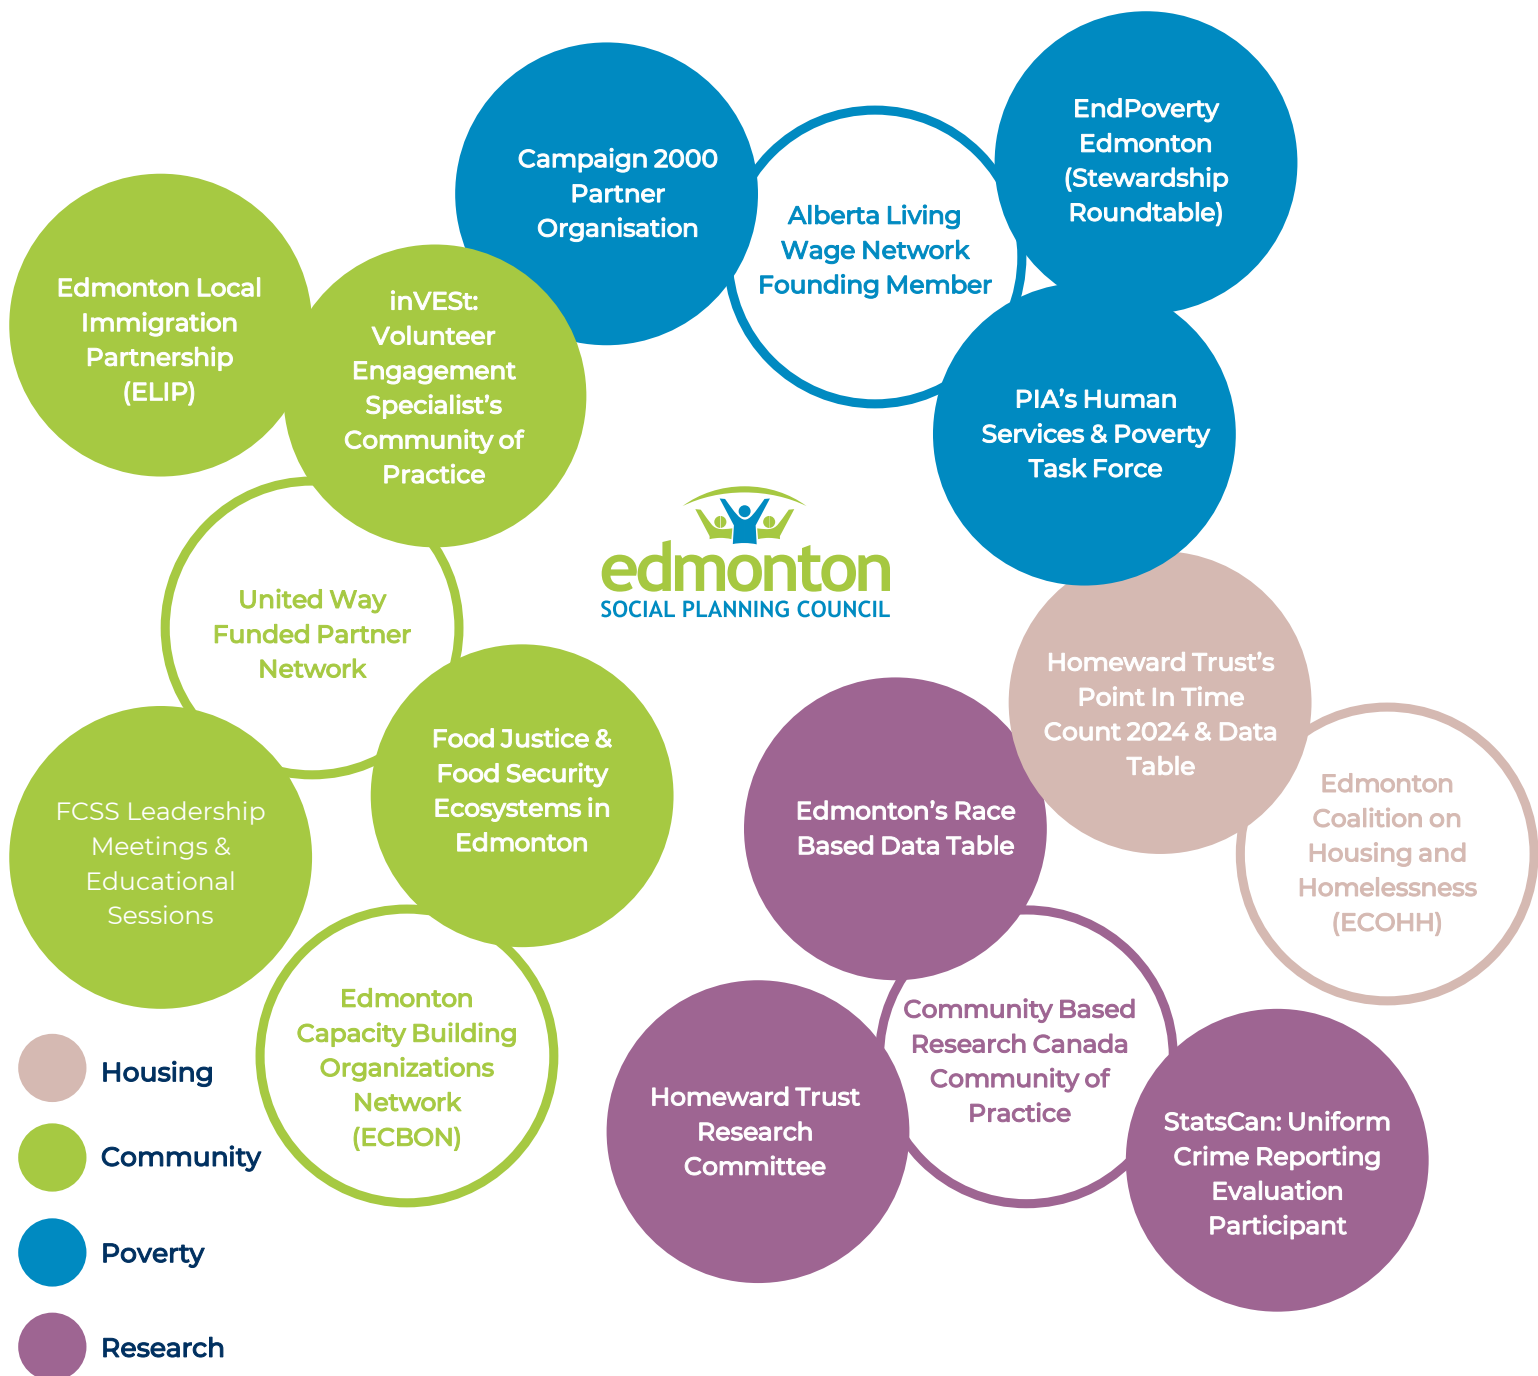 Campaign 2000
Partner
Organisation
Alberta Living
Wage Network
Founding Member
EndPoverty
Edmonton
(Stewardship
Roundtable)
PIA’s Human
Services & Poverty
Task Force
Edmonton Local
Immigration
Partnership
(ELIP)
inVESt:
Volunteer
Engagement
Specialist’s
Community of
Practice
United Way
Funded Partner
Network
FCSS Leadership
Meetings &
Educational
Sessions
Food Justice &
Food Security
Ecosystems in
Edmonton
Edmonton
Capacity Building
Organizations
Network
(ECBON)
edmonton
SOCIAL PLANNING COUNCIL
Homeward Trust’s
Point In Time
Count 2024 & Data
Table
Edmonton
Coalition on
Housing and
Homelessness
(ECOHH)
Edmonton’s Race
Based Data Table
Community Based
Research Canada
Community of
Practice
Homeward Trust
Research
Committee
StatsCan: Uniform
Crime Reporting
Evaluation
Participant
Housing
Community
Poverty
Research